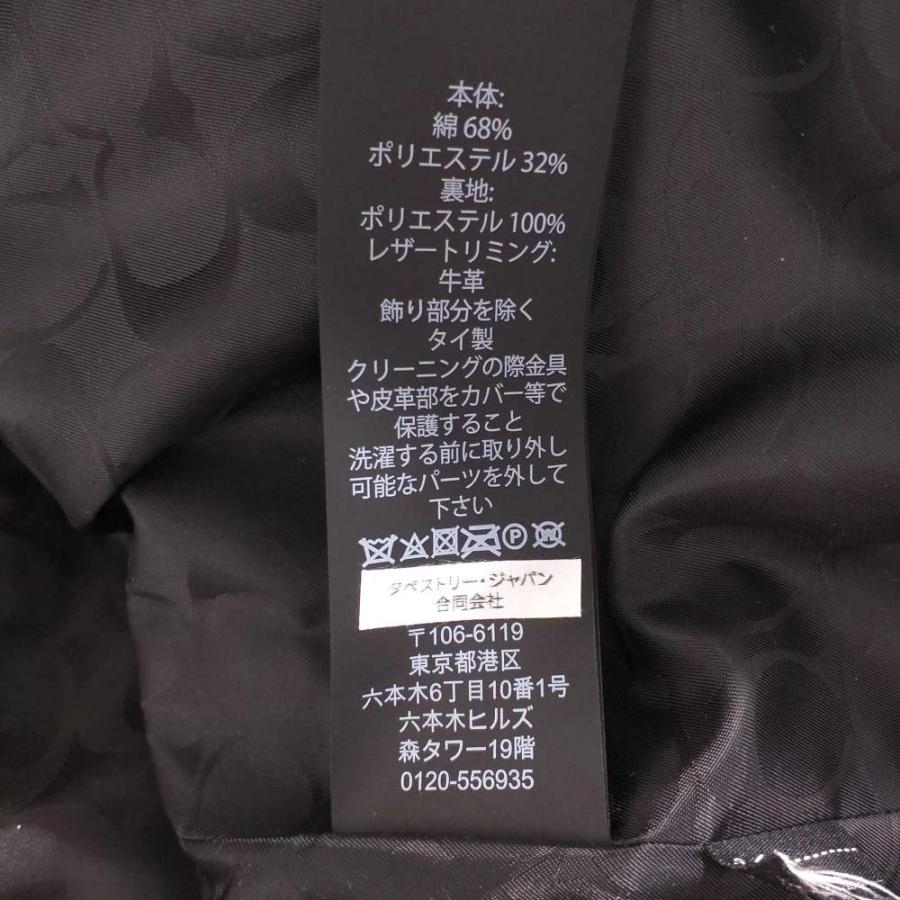 本体:
綿 68%
ポリエステル 32%
裏地:
ポリエステル 100%
レザートリミング:
牛革
飾り部分を除く
タイ製
クリーニングの際金具
や皮革部をカバー等で
保護すること
洗濯する前に取り外し
可能なパーツを外して
下さい
P W
タペストリー・ジャパン
合同会社
〒106-6119
東京都港区
六本木6丁目10番1号
六本木ヒルズ
森タワー19階
0120-556935